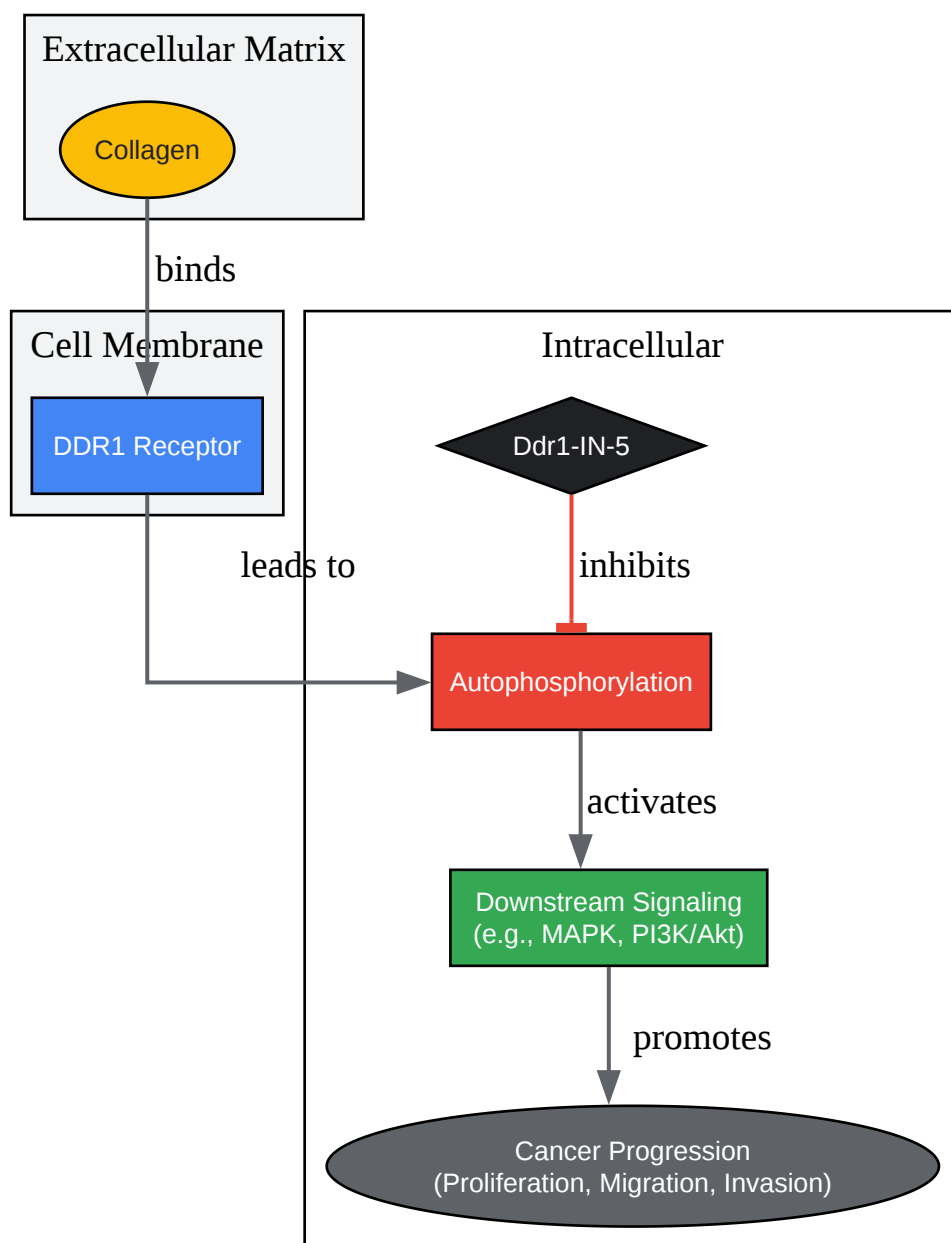 Extracellular Matrix
Collagen
binds
Cell Membrane
DDR1 Receptor
Intracellular
Ddr1-IN-5
leads to
inhibits
Autophosphorylation
activates
Downstream Signaling
(e.g., MAPK, PI3K/Akt)
promotes
Cancer Progression
(Proliferation, Migration, Invasion)